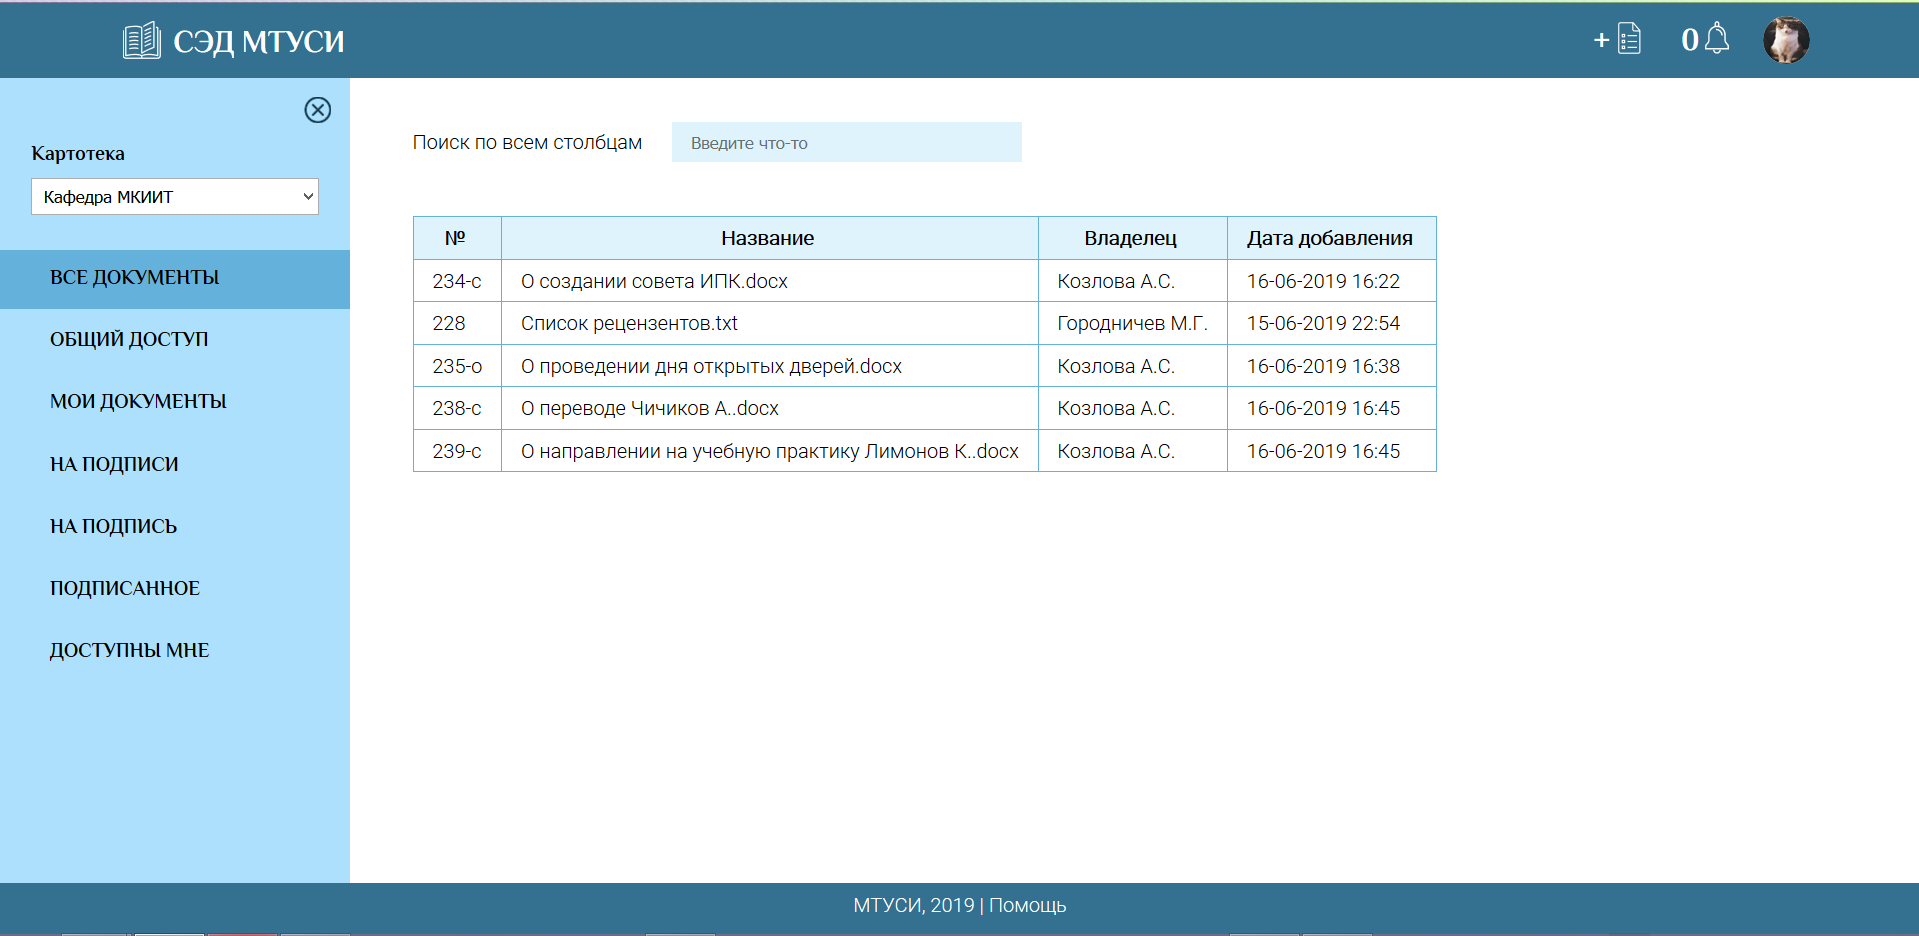 СЭД МТУСИ
+
0
Картотека
Кафедра МКИИТ
ВСЕ ДОКУМЕНТЫ
ОБЩИЙ ДОСТУП
МОИ ДОКУМЕНТЫ
НА ПОДПИСИ
НА ПОДПИСЬ
ПОДПИСАННОЕ
ДОСТУПНЫ МНЕ
Поиск по всем столбцам Введите что-то
№ Название Владелец Дата добавления
234-с О создании совета ИПК.docx Козлова А.С. 16-06-2019 16:22
228 Список рецензентов.txt Городничев М.Г. 15-06-2019 22:54
235-о О проведении дня открытых дверей.docx Козлова А.С. 16-06-2019 16:38
238-с О переводе Чичиков А..docx Козлова А.С. 16-06-2019 16:45
239-с О направлении на учебную практику Лимонов К..docx Козлова А.С. 16-06-2019 16:45
МТУСИ, 2019 | Помощь